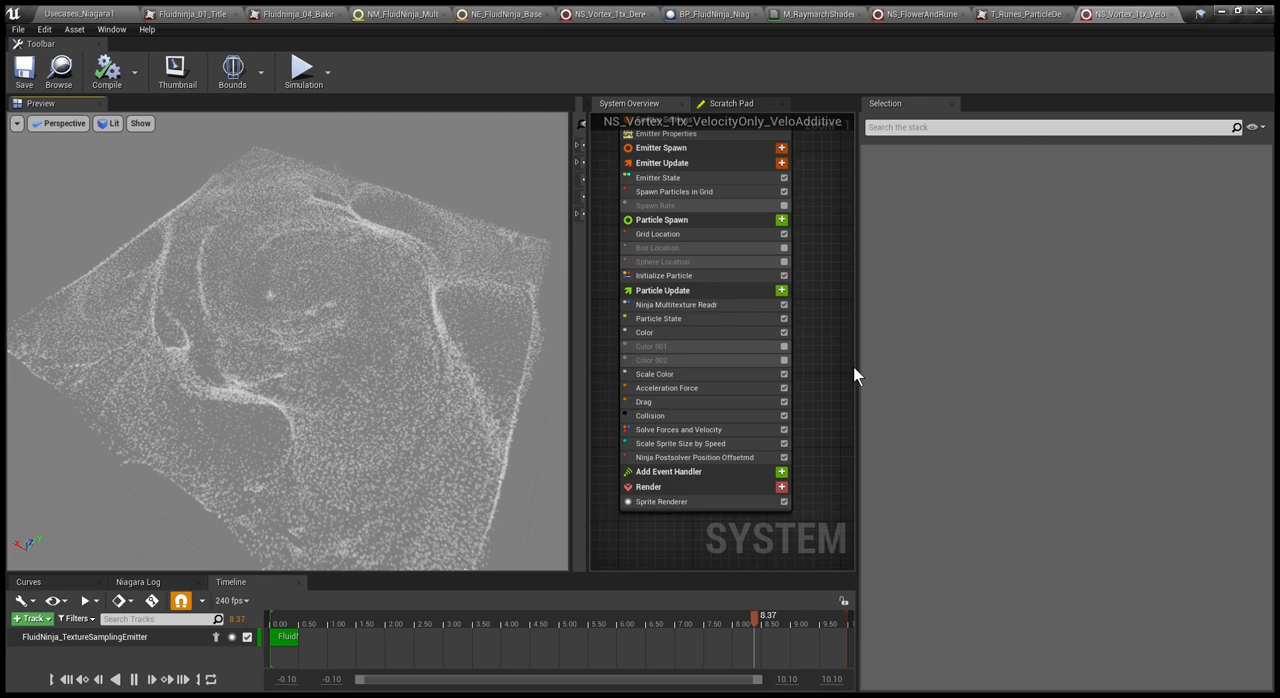 Usecases_Niagara1
Fluidninja_01_Title
Fluidninja_04_Bakir
NM_FluidNinja_Mult
NE_FluidNinja_Base
NS_Vortex_1tx_Den
BP_FluidNinja_Niag
M_RaymarchShader
NS_FlowerAndRune
T_Runes_ParticleDe
NS_Vortex_1tx_Velo
File Edit Asset Window Help
Toolbar
Save Browse Compile Thumbnail Bounds Simulation
Preview
Perspective Lit Show
System Overview Scratch Pad
NS_Vortex_1tx_VelocityOnly_VeloAdditive
Emitter Properties
Emitter Spawn
Emitter Update
Emitter State
Spawn Particles in Grid
Spawn Rate
Particle Spawn
Grid Location
Box Location
Sphere Location
Initialize Particle
Particle Update
Ninja Multitexture Readr
Particle State
Color
Color 001
Color 002
Scale Color
Acceleration Force
Drag
Collision
Solve Forces and Velocity
Scale Sprite Size by Speed
Ninja Postsolver Position Offsetmd
Add Event Handler
Render
Sprite Renderer
SYSTEM
Selection
Search the stack
Curves Niagara Log Timeline
240 fps
+ Track Filters Search Tracks 8.37
8.37
0.00 0.50 1.00 1.50 2.00 2.50 3.00 3.50 4.00 4.50 5.00 5.50 6.00 6.50 7.00 7.50 8.00 8.50 9.00 9.50
FluidNinja_TextureSamplingEmitter
-0.10 -0.10 10.10 10.10